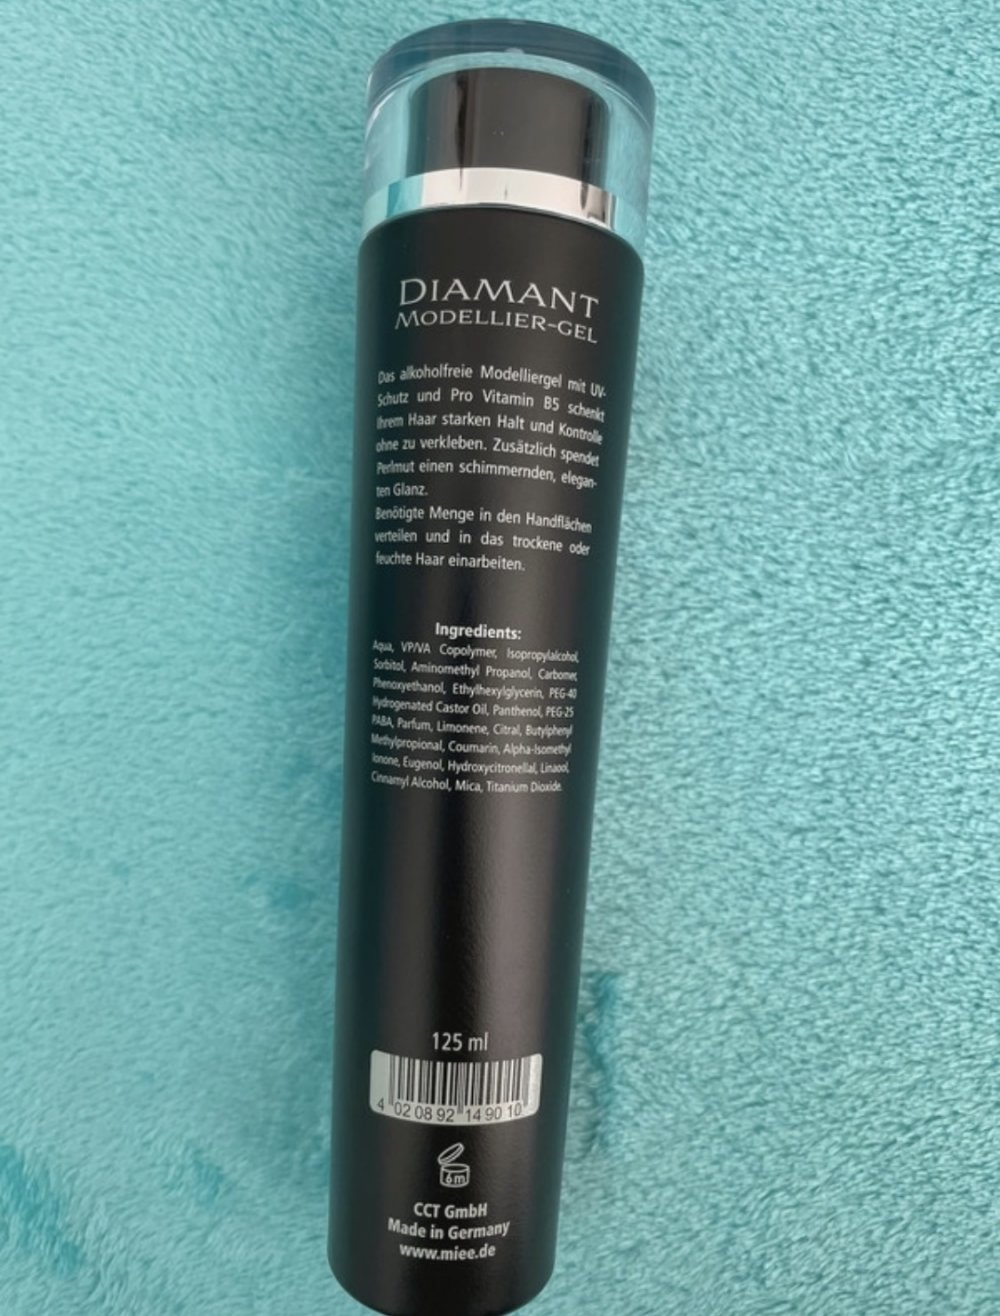 DIAMANT
MODELLIER-GEL
Das alkoholfreie Modelliergel mit UV-
Schutz und Pro Vitamin B5 schenkt
Ihrem Haar starken Halt und Kontrolle
ohne zu verkleben. Zusätzlich spendet
Perlmut einen schimmernden, elegan-
ten Glanz.
Benötigte Menge in den Handflächen
verteilen und in das trockene oder
feuchte Haar einarbeiten.
Ingredients:
Aqua, VP/VA Copolymer, Isopropylalcohol,
Sorbitol, Aminomethyl Propanol, Carbomer,
Phenoxyethanol, Ethylhexylglycerin, PEG-40
Hydrogenated Castor Oil, Panthenol, PEG-25
PABA, Parfum, Limonene, Citral, Butylphenyl
Methylpropional, Coumarin, Alpha-Isomethyl
Ionone, Eugenol, Hydroxycitronellal, Linaool,
Cinnamyl Alcohol, Mica, Titanium Dioxide.
125 ml
4 020892 149010
6m
CCT GmbH
Made in Germany
www.miee.de